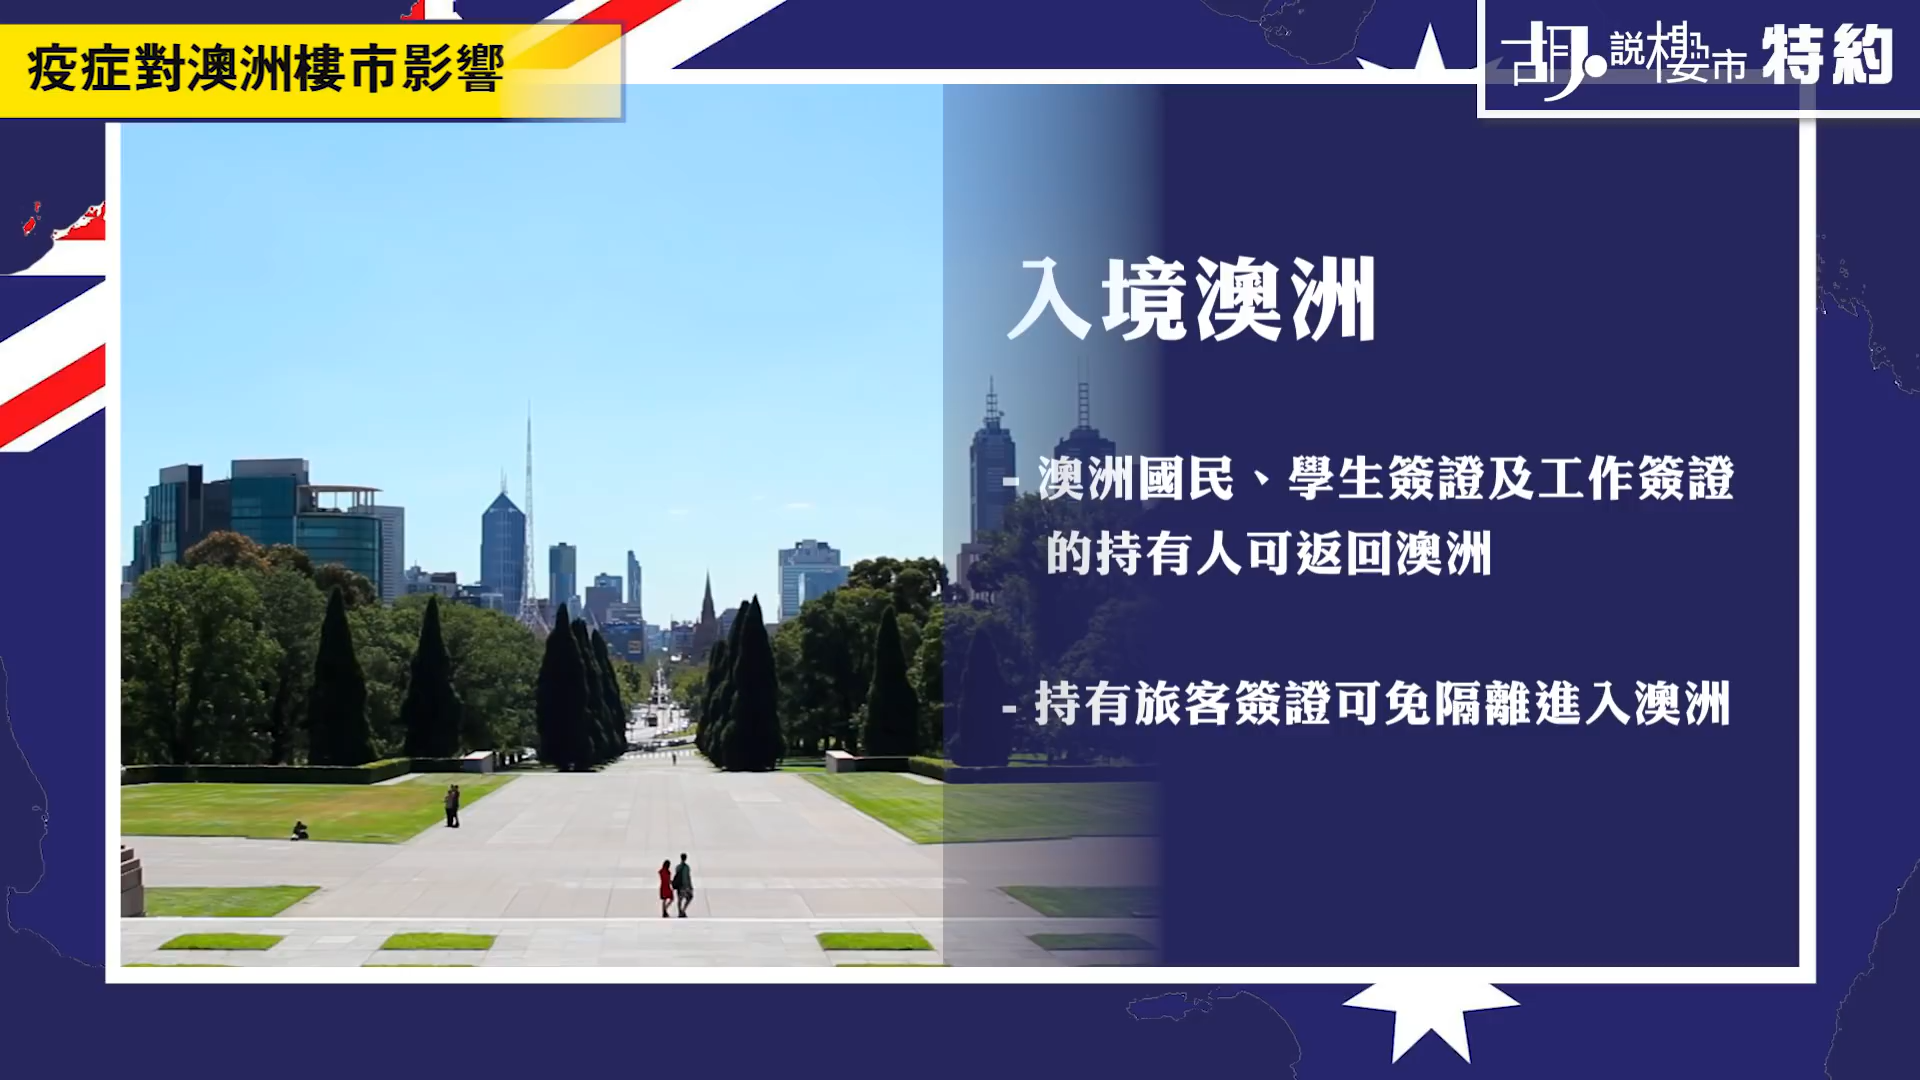 疫症對澳洲樓市影響
胡．説樓市 特約
入境澳洲
- 澳洲國民、學生簽證及工作簽證
的持有人可返回澳洲
- 持有旅客簽證可免隔離進入澳洲